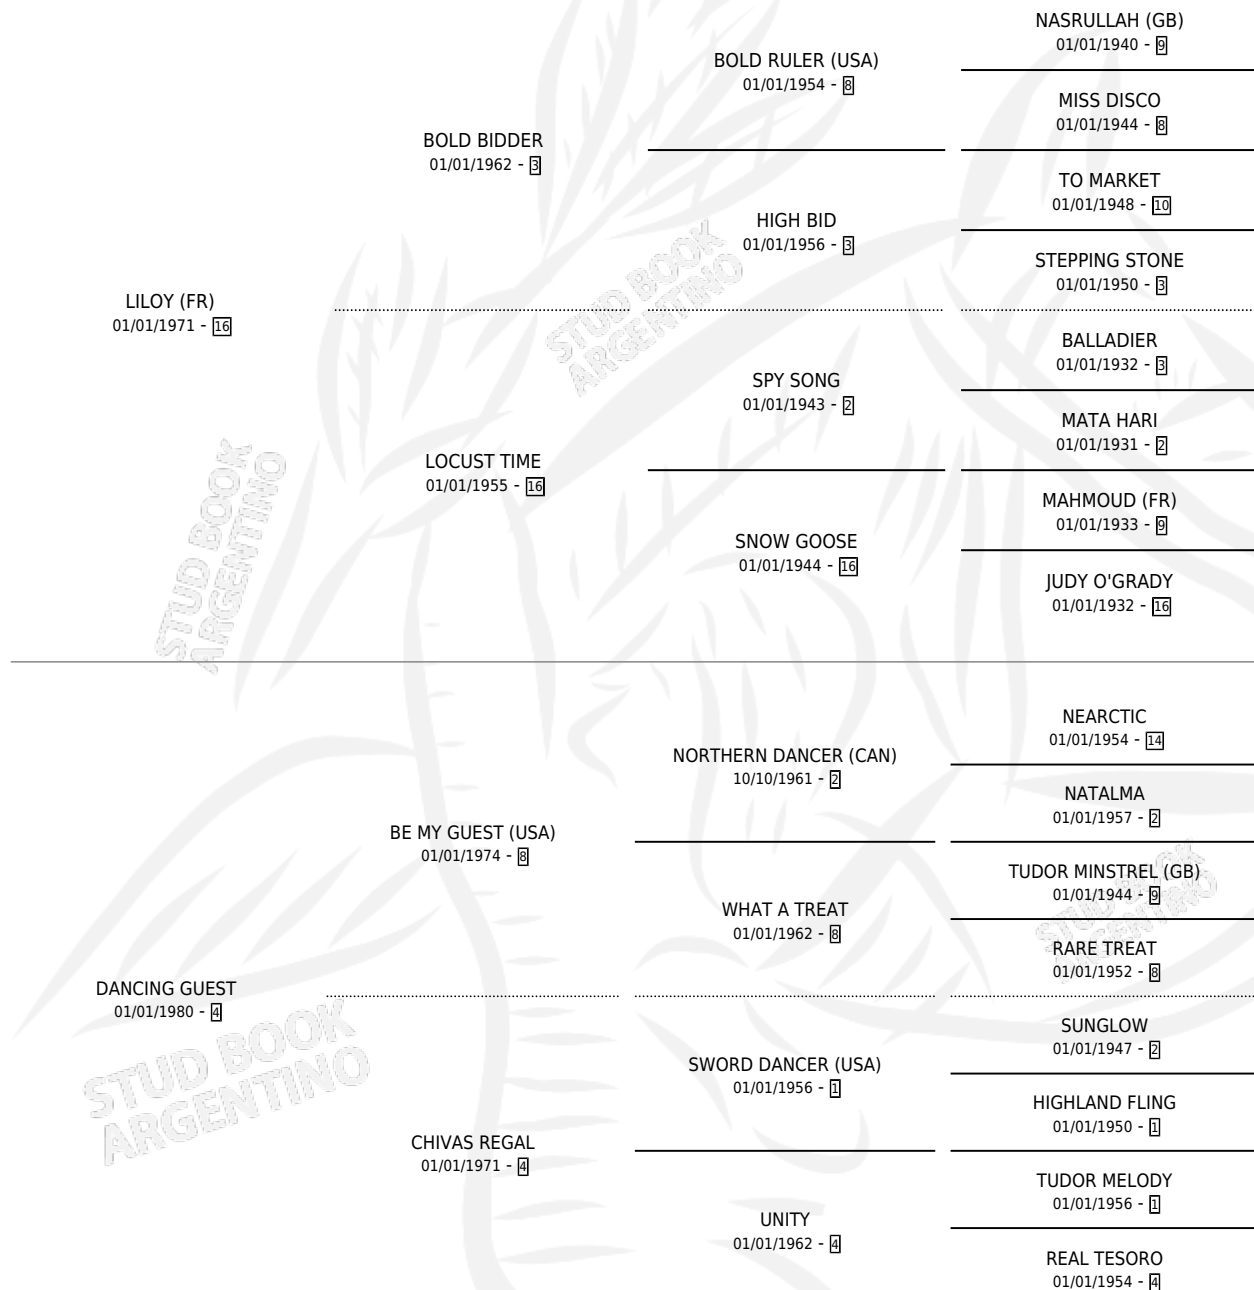 NASRULLAH (GB)
01/01/1940 - 9
BOLD RULER (USA)
01/01/1954 - 8
MISS DISCO
01/01/1944 - 8
BOLD BIDDER
01/01/1962 - 3
TO MARKET
01/01/1948 - 10
HIGH BID
01/01/1956 - 3
STEPPING STONE
01/01/1950 - 3
LILOY (FR)
01/01/1971 - 16
STUD BOOK
ARGENTINO
BALLADIER
01/01/1932 - 3
SPY SONG
01/01/1943 - 2
MATA HARI
01/01/1931 - 2
LOCUST TIME
01/01/1955 - 16
MAHMOUD (FR)
01/01/1933 - 9
SNOW GOOSE
01/01/1944 - 16
JUDY O'GRADY
01/01/1932 - 16
STUD BOOK
ARGENTINO
NEARCTIC
01/01/1954 - 14
NORTHERN DANCER (CAN)
10/10/1961 - 2
NATALMA
01/01/1957 - 2
BE MY GUEST (USA)
01/01/1974 - 8
TUDOR MINSTREL (GB)
01/01/1944 - 9
WHAT A TREAT
01/01/1962 - 8
STUD BOOK
ARGENTINO
RARE TREAT
01/01/1952 - 8
DANCING GUEST
01/01/1980 - 4
SUNGLOW
01/01/1947 - 2
SWORD DANCER (USA)
01/01/1956 - 1
STUD BOOK
ARGENTINO
HIGHLAND FLING
01/01/1950 - 1
CHIVAS REGAL
01/01/1971 - 4
TUDOR MELODY
01/01/1956 - 1
UNITY
01/01/1962 - 4
REAL TESORO
01/01/1954 - 4